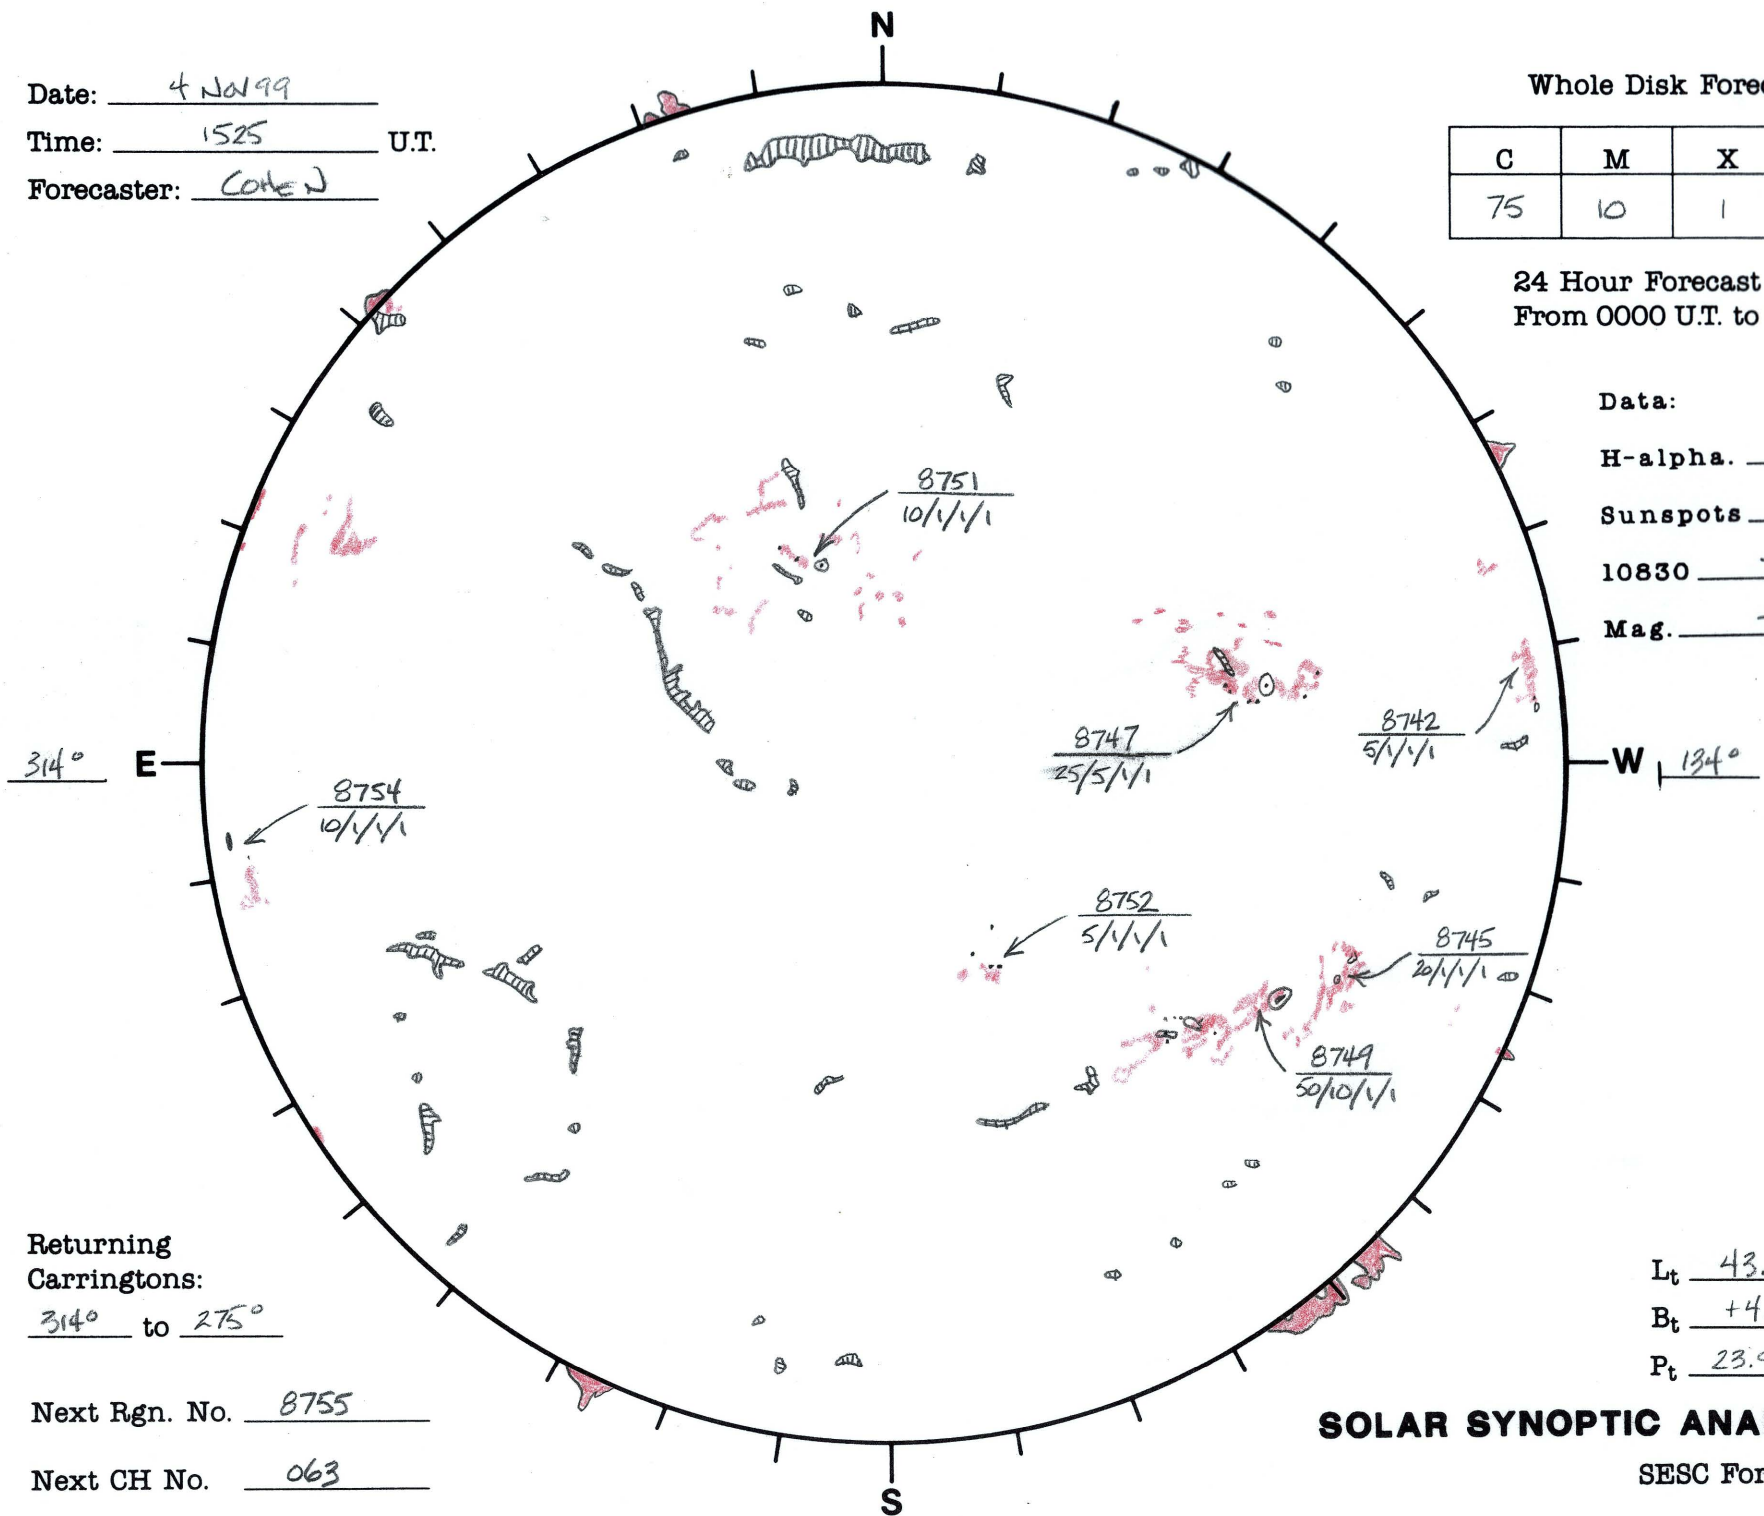 N
Date: 4 Nov 99
Time: 1525 U.T.
Forecaster: COHEN
Whole Disk Fore
C M X
75 10 1
24 Hour Forecast
From 0000 U.T. to
Data:
H-alpha.
Sunspots
10830
Mag.
8751
10/1/1/1
8747
25/5/1/1
8742
5/1/1/1
314° E
W 134°
8754
10/1/1/1
8752
5/1/1/1
8745
20/1/1/1
8749
50/10/1/1
Returning
Carringtons:
314° to 275°
Next Rgn. No. 8755
Next CH No. 063
Lt 43.
Bt +4
Pt 23.
SOLAR SYNOPTIC ANA
SESC For
S